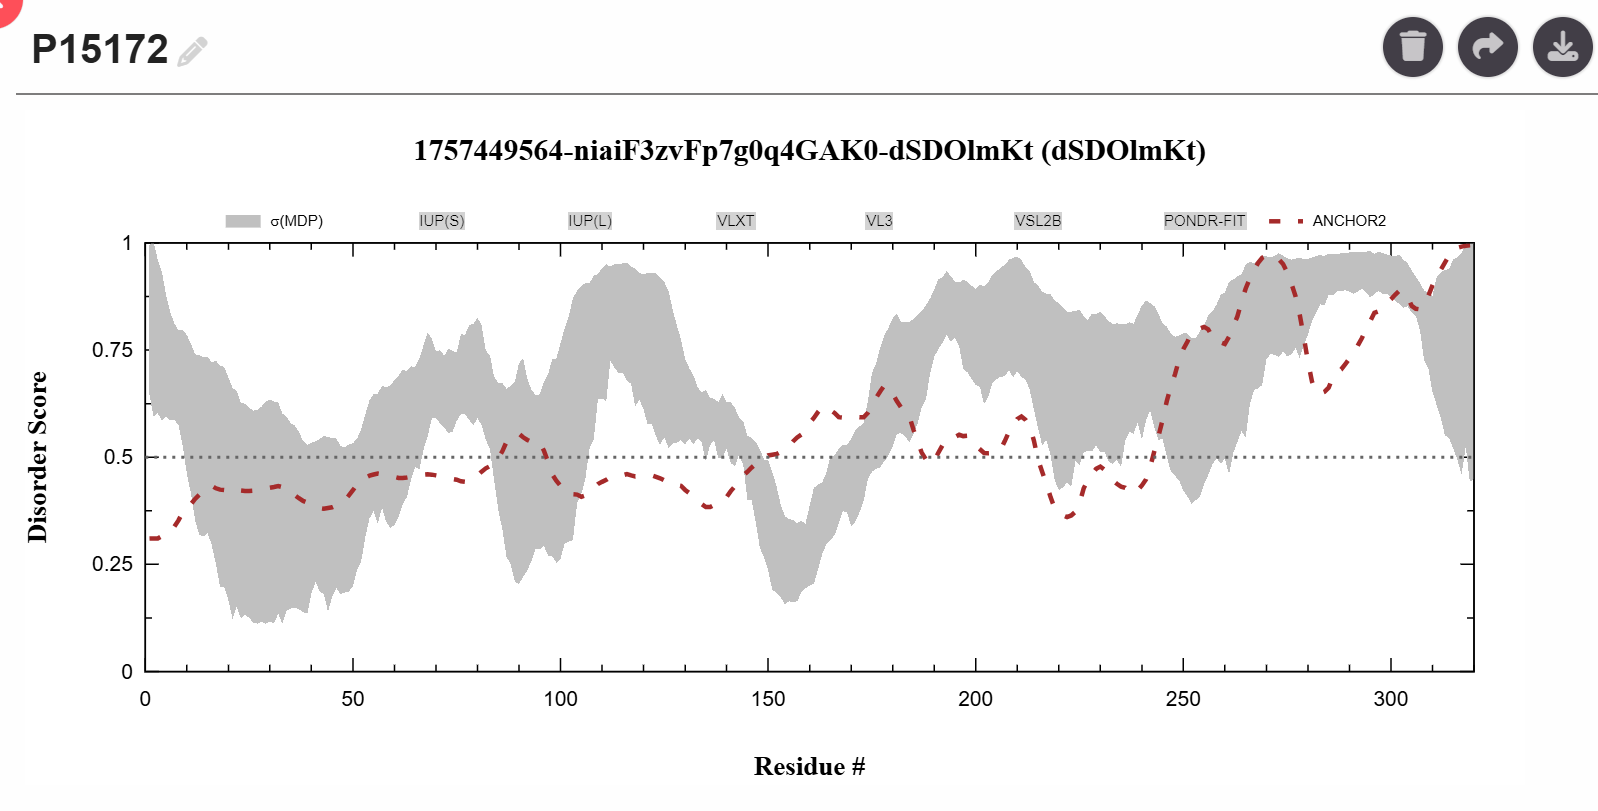 P15172
1757449564-niaiF3zvFp7g0q4GAK0-dSDOlmKt (dSDOlmKt)
σ(MDP) IUP(S) IUP(L) VLXT VL3 VSL2B PONDR-FIT ANCHOR2
1
0.75
0.5
0.25
0
Disorder Score
0 50 100 150 200 250 300
Residue #